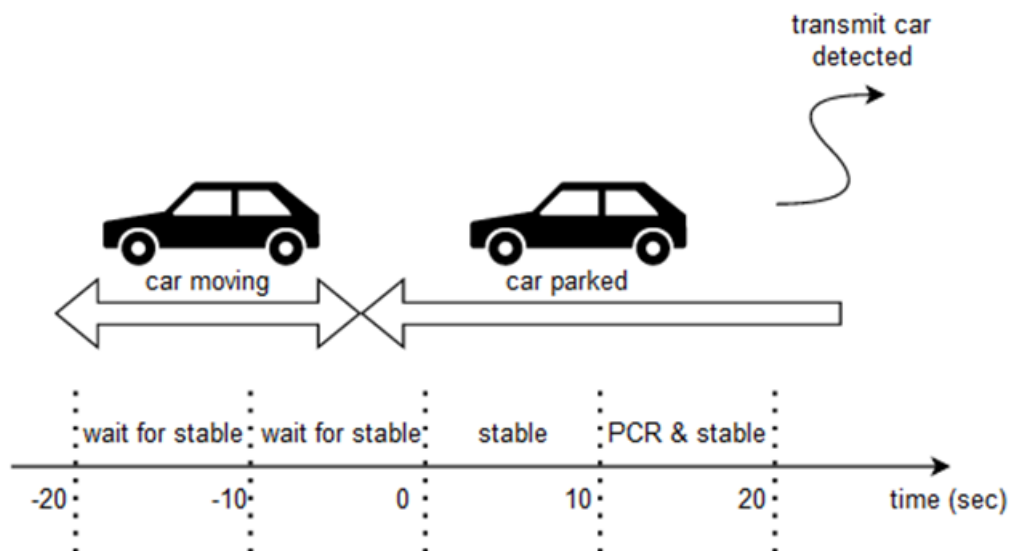 transmit car
detected
car moving
car parked
wait for stable
wait for stable
stable
PCR & stable
-20
-10
0
10
20
time (sec)